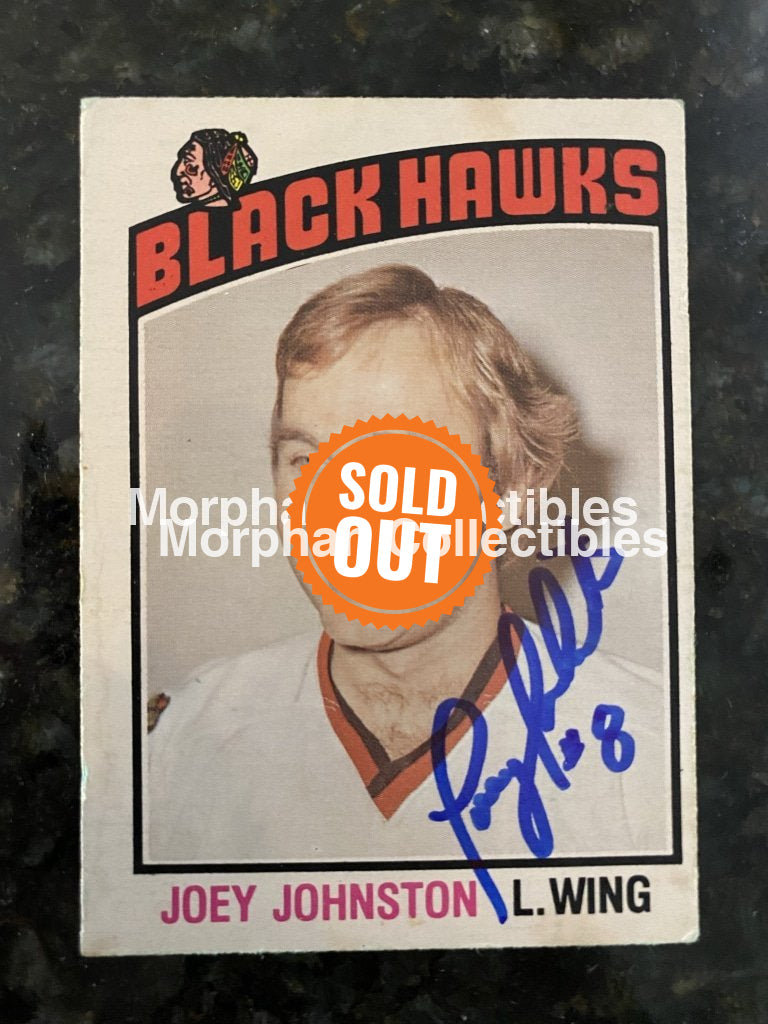 BLACK HAWKS
SOLD
OUT
Morphan Collectibles
Morphan Collectibles
#8
JOEY JOHNSTON L. WING